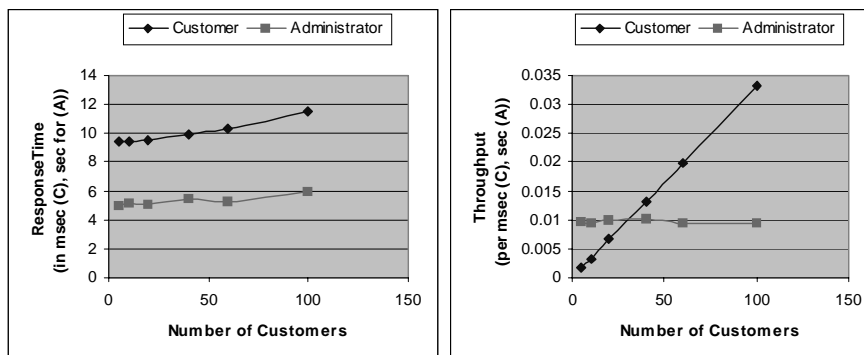 Customer Administrator
ResponseTime
(in msec (C), sec for (A))
14
12
10
8
6
4
2
0
0 50 100 150
Number of Customers
Customer Administrator
Throughput
(per msec (C), sec (A))
0.035
0.03
0.025
0.02
0.015
0.01
0.005
0
0 50 100 150
Number of Customers